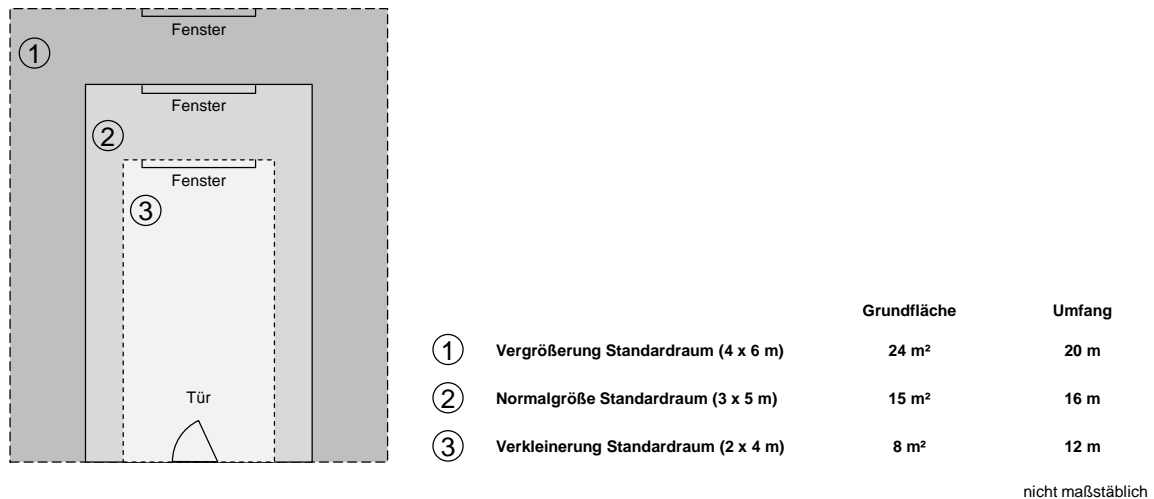 Fenster
1
Fenster
2
Fenster
3
Tür
Grundfläche Umfang
1 Vergrößerung Standardraum (4 x 6 m) 24 m² 20 m
2 Normalgröße Standardraum (3 x 5 m) 15 m² 16 m
3 Verkleinerung Standardraum (2 x 4 m) 8 m² 12 m
nicht maßstäblich